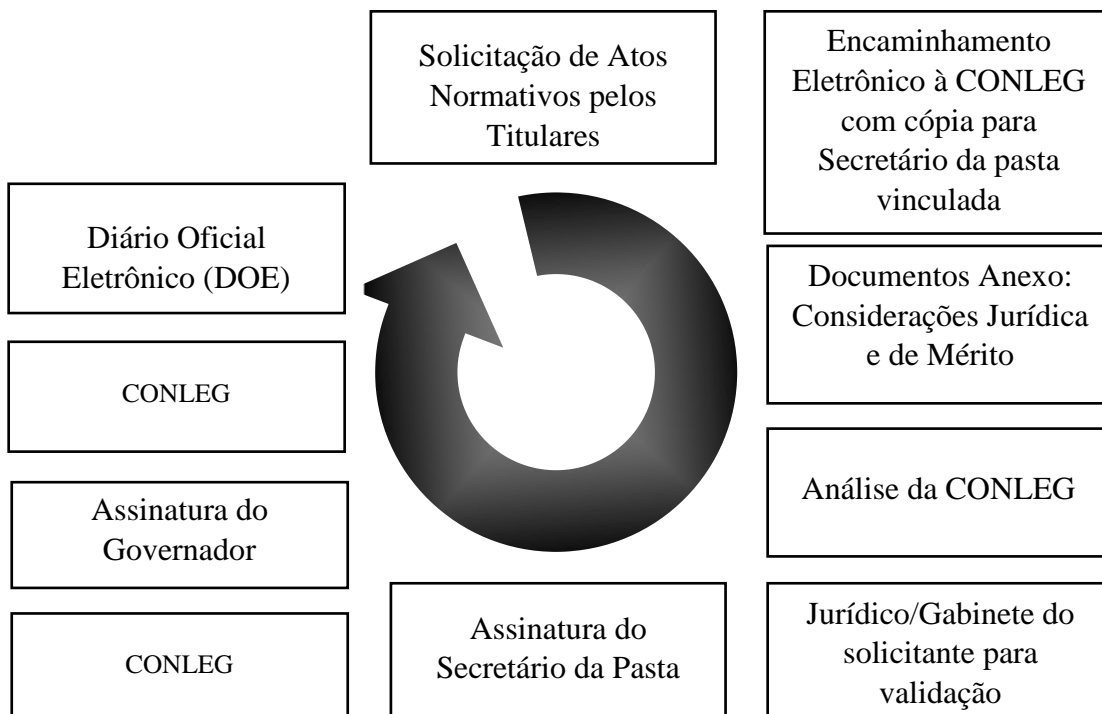 Solicitação de Atos
Normativos pelos
Titulares
Encaminhamento
Eletrônico à CONLEG
com cópia para
Secretário da pasta
vinculada
Documentos Anexo:
Considerações Jurídica
e de Mérito
Análise da CONLEG
Jurídico/Gabinete do
solicitante para
validação
Assinatura do
Secretário da Pasta
CONLEG
Assinatura do
Governador
CONLEG
Diário Oficial
Eletrônico (DOE)